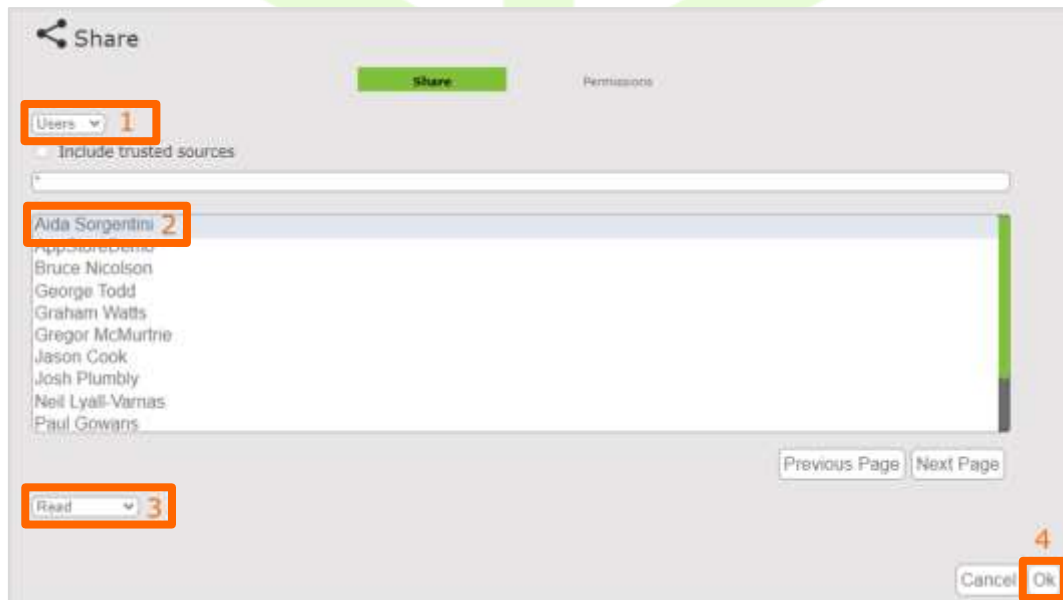 Share
Share Permissions
Users 1
Include trusted sources
*
Aida Sorgentini 2
AppStoreDemo
Bruce Nicolson
George Todd
Graham Watts
Gregor McMurtrie
Jason Cook
Josh Plumbly
Neil Lyall-Varnas
Paul Gowans
Previous Page Next Page
Read 3
4
Cancel Ok